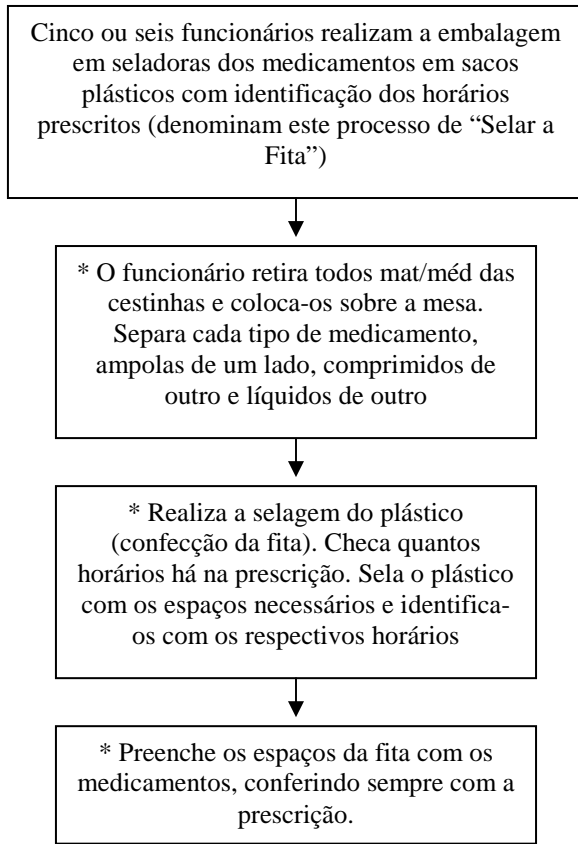 Cinco ou seis funcionários realizam a embalagem
em seladoras dos medicamentos em sacos
plásticos com identificação dos horários
prescritos (denominam este processo de “Selar a
Fita”)
* O funcionário retira todos mat/méd das
cestinhas e coloca-os sobre a mesa.
Separa cada tipo de medicamento,
ampolas de um lado, comprimidos de
outro e líquidos de outro
* Realiza a selagem do plástico
(confecção da fita). Checa quantos
horários há na prescrição. Sela o plástico
com os espaços necessários e identifica-
os com os respectivos horários
* Preenche os espaços da fita com os
medicamentos, conferindo sempre com a
prescrição.